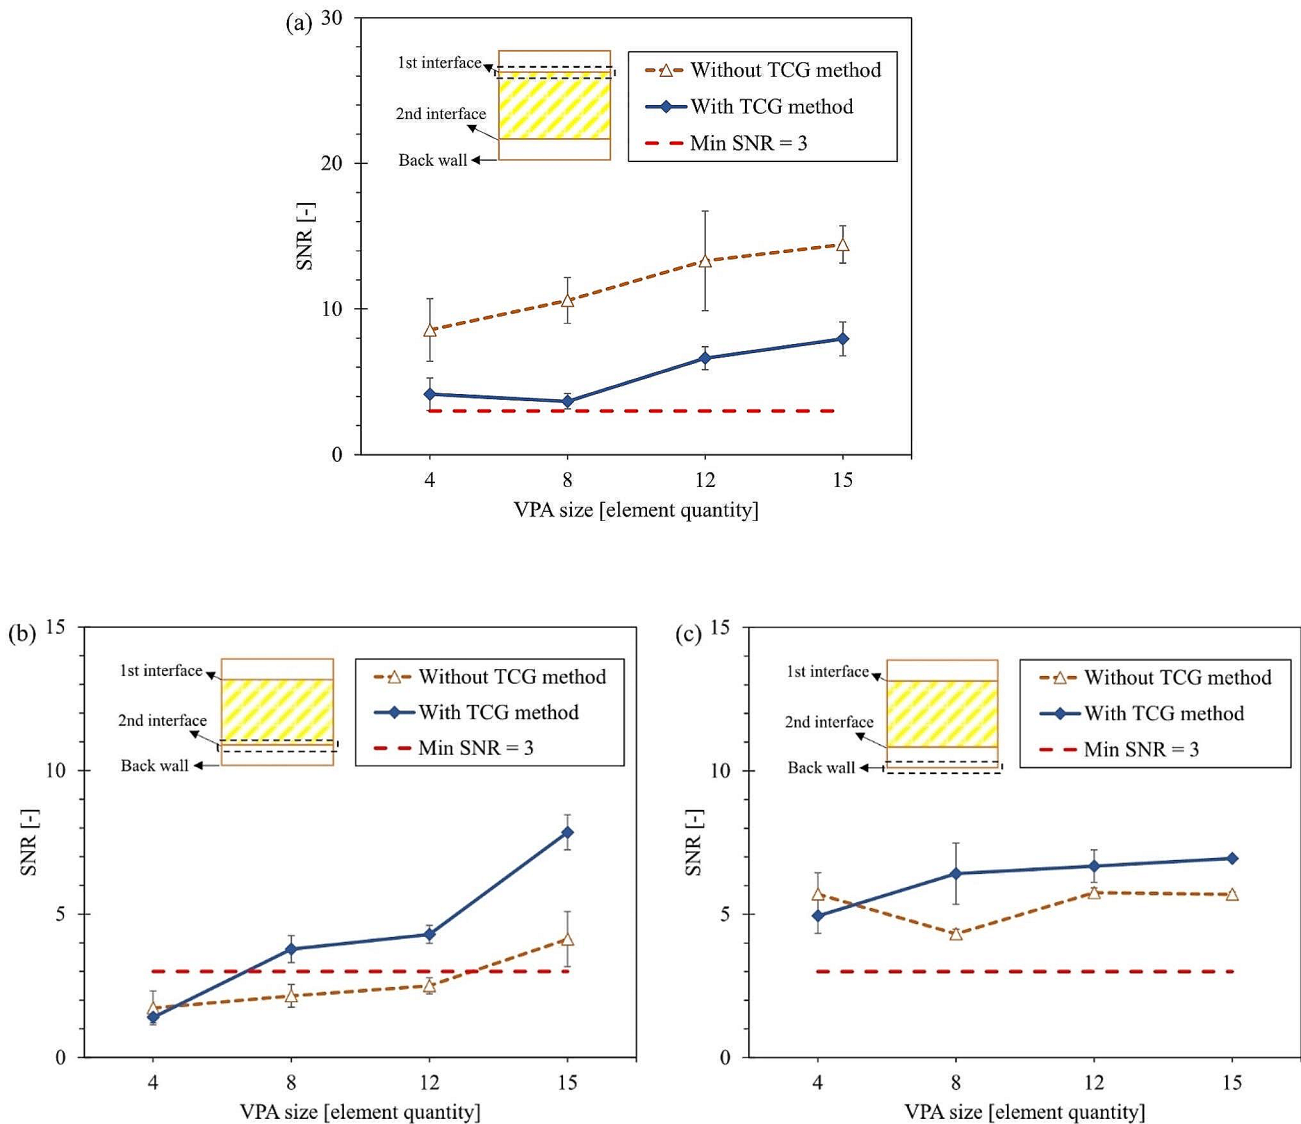 (a)
30
20
10
0
SNR [-]
1st interface
2nd interface
Back wall
Without TCG method
With TCG method
Min SNR = 3
4 8 12 15
VPA size [element quantity]
(b)
15
10
5
0
SNR [-]
1st interface
2nd interface
Back wall
Without TCG method
With TCG method
Min SNR = 3
4 8 12 15
VPA size [element quantity]
(c)
15
10
5
0
SNR [-]
1st interface
2nd interface
Back wall
Without TCG method
With TCG method
Min SNR = 3
4 8 12 15
VPA size [element quantity]